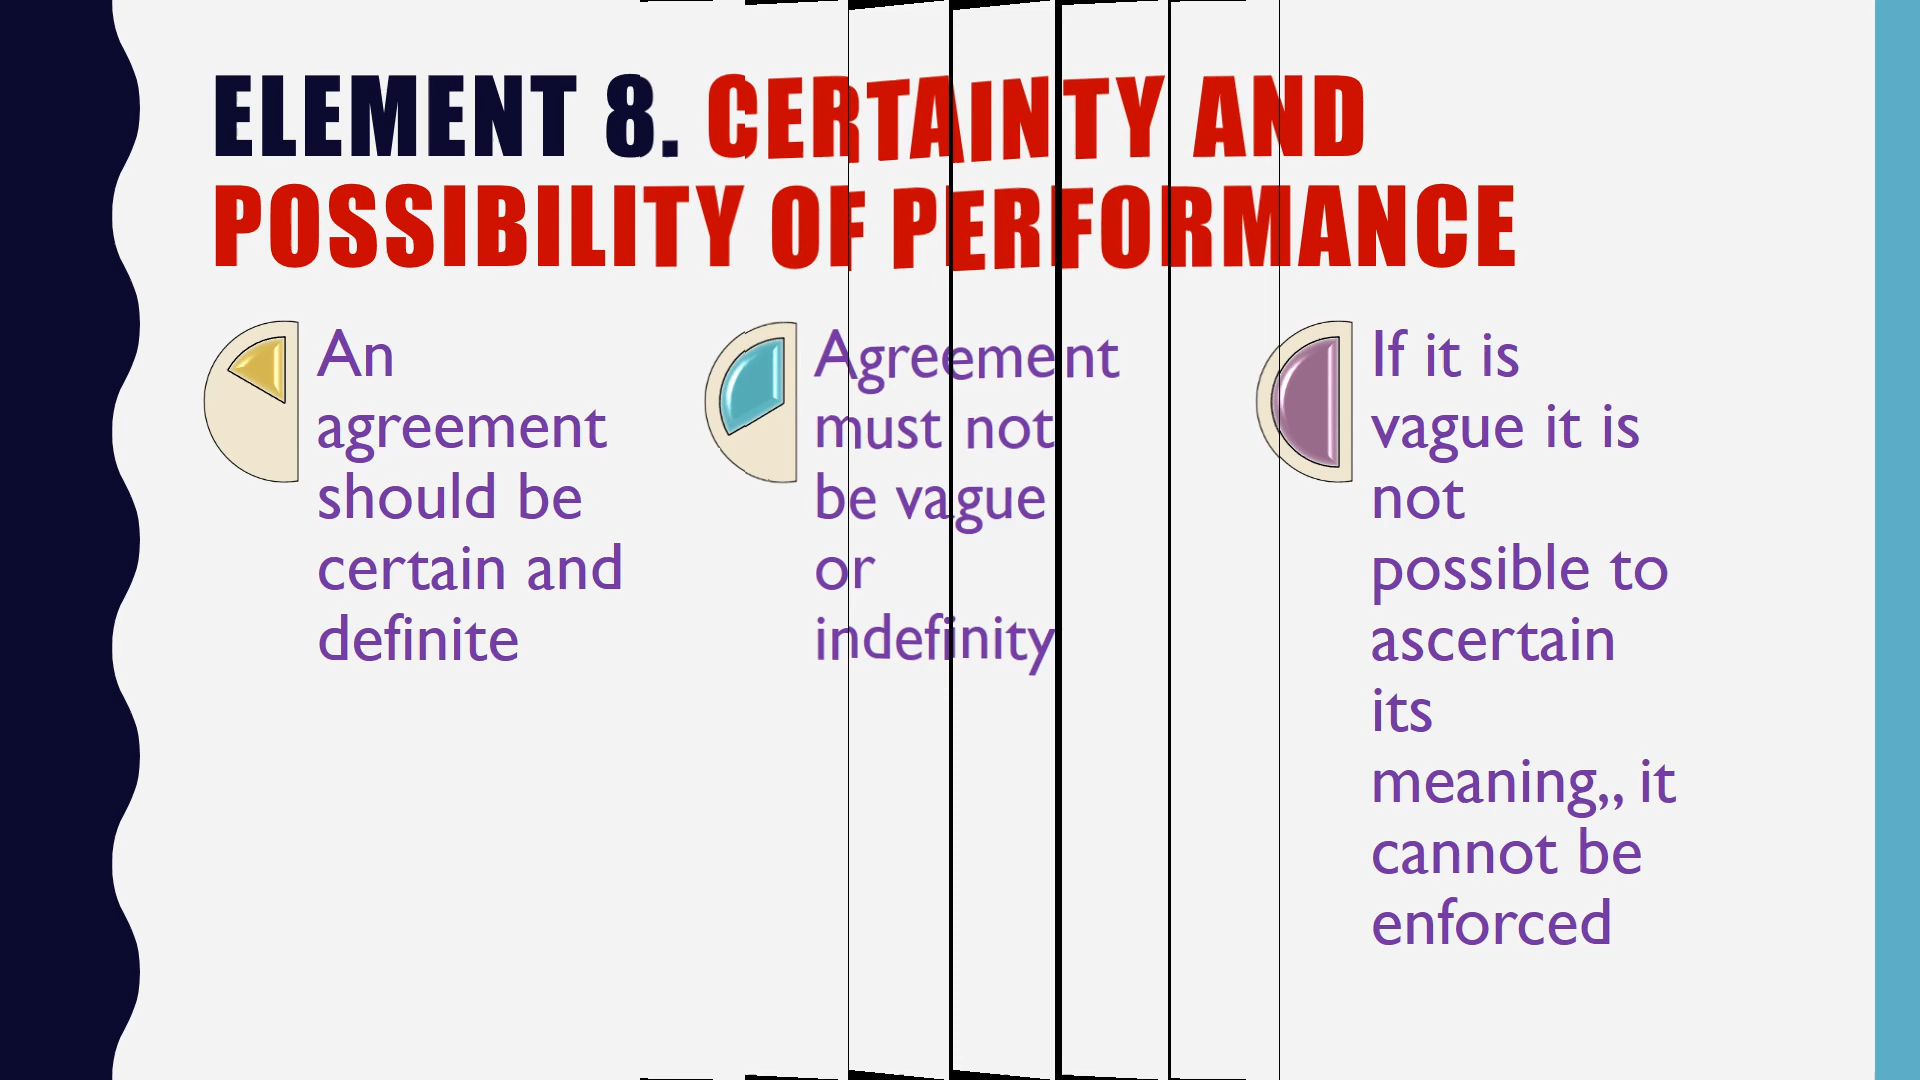 ELEMENT 8. CERTAINTY AND
POSSIBILITY OF PERFORMANCE
An
agreement
should be
certain and
definite
Agreement
must not
be vague
or
indefinity
If it is
vague it is
not
possible to
ascertain
its
meaning,, it
cannot be
enforced